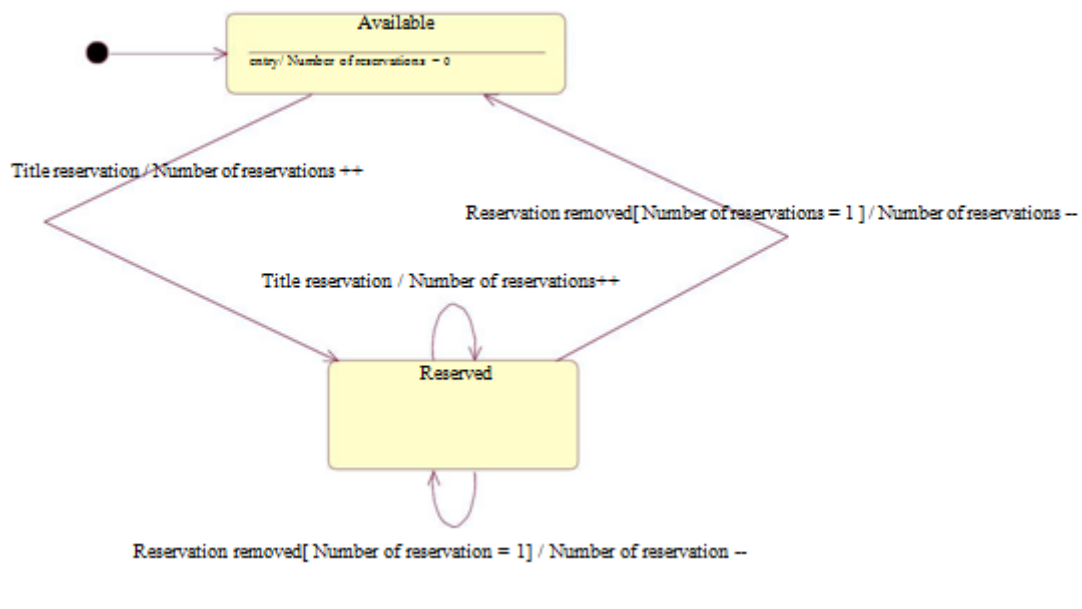 Available
entry/ Number of reservations = 0
Title reservation / Number of reservations ++
Reservation removed[ Number of reservations = 1 ] / Number of reservations --
Title reservation / Number of reservations++
Reserved
Reservation removed[ Number of reservation = 1] / Number of reservation --